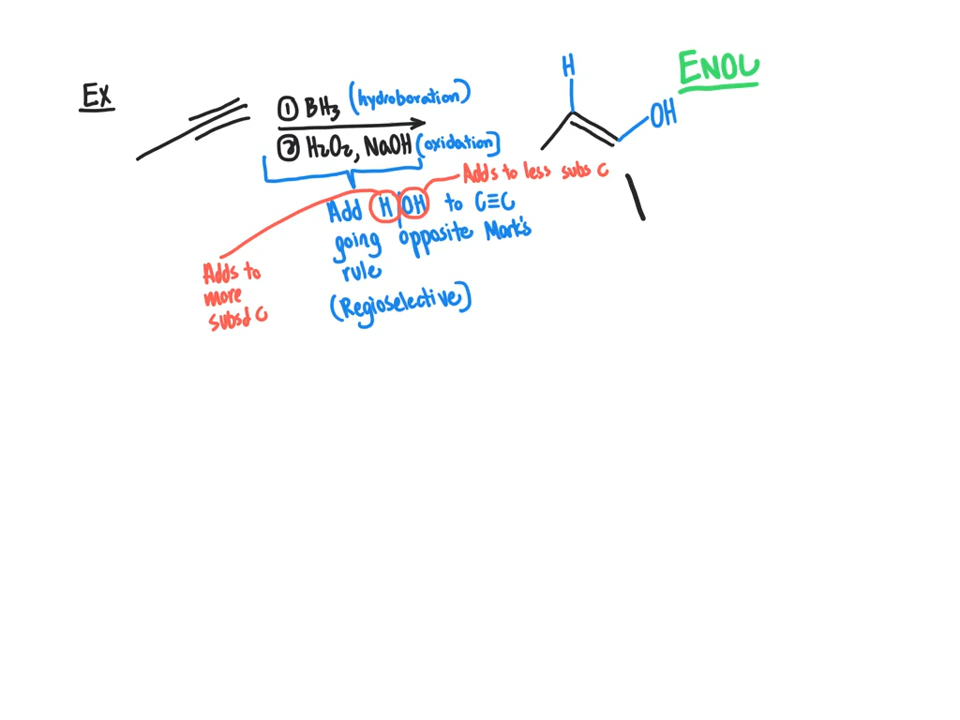 Ex
① BH₃ (hydroboration)
② H₂O₂, NaOH (oxidation)
H
OH
ENOL
Adds to less subs C
Add H OH to C≡C
going opposite Mark's
rule
(Regioselective)
Adds to
more
subsd C